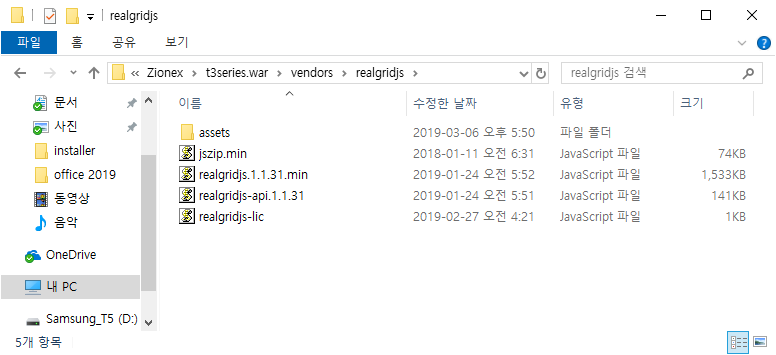 realgridjs
파일 홈 공유 보기
« Zionex > t3series.war > vendors > realgridjs >
realgridjs 검색
문서
사진
installer
office 2019
동영상
음악
OneDrive
내 PC
Samsung_T5 (D:)
이름 수정한 날짜 유형 크기
assets 2019-03-06 오후 5:50 파일 폴더
jszip.min 2018-01-11 오전 6:31 JavaScript 파일 74KB
realgridjs.1.1.31.min 2019-01-24 오전 5:52 JavaScript 파일 1,533KB
realgridjs-api.1.1.31 2019-01-24 오전 5:51 JavaScript 파일 141KB
realgridjs-lic 2019-02-27 오전 4:21 JavaScript 파일 1KB
5개 항목